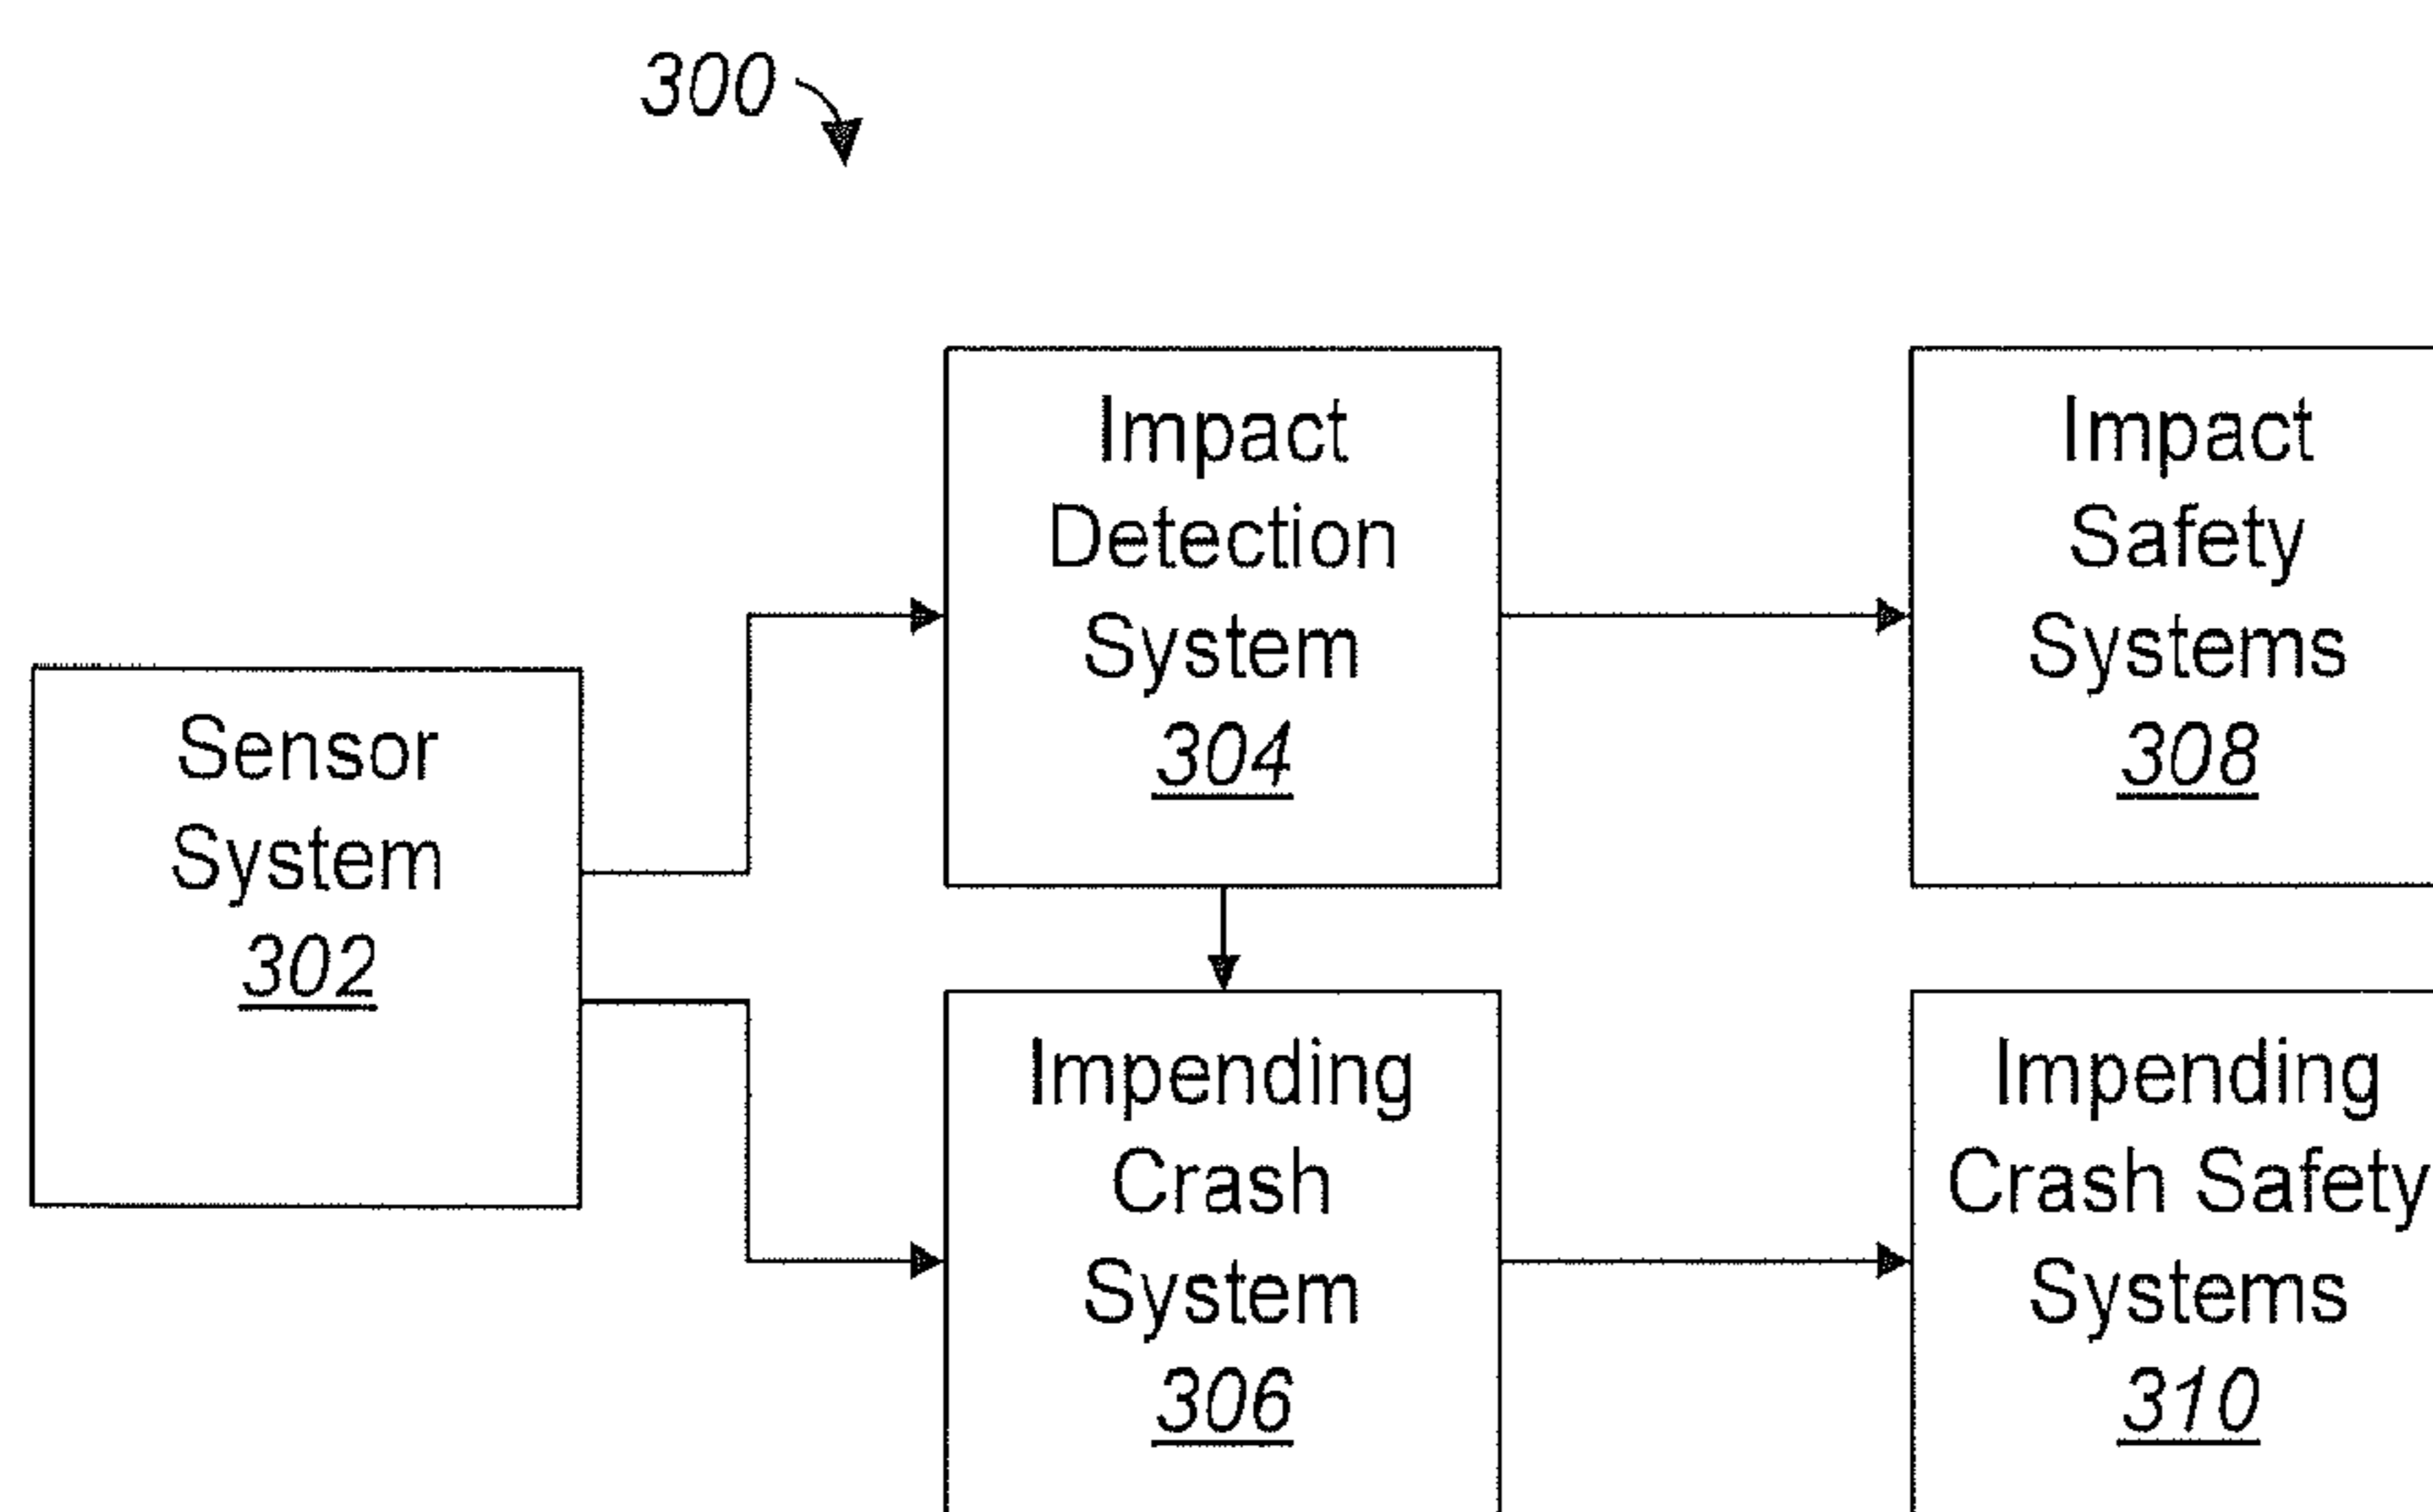 300
Impact
Detection
System
304
Impact
Safety
Systems
308
Sensor
System
302
Impending
Crash
System
306
Impending
Crash Safety
Systems
310